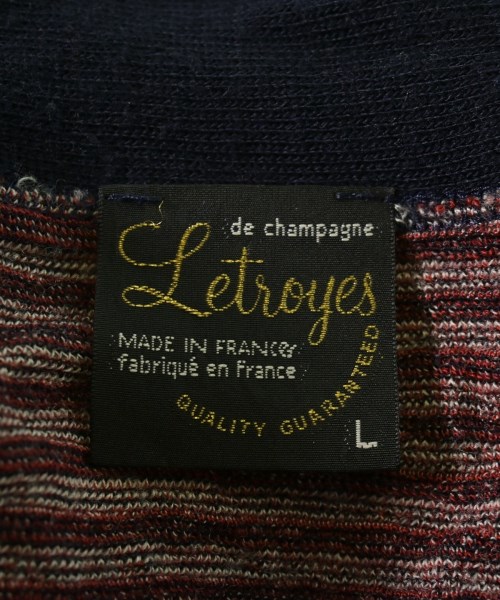 de champagne
Letroyes
MADE IN FRANCE
fabriqué en France
QUALITY GUARANTEED
L